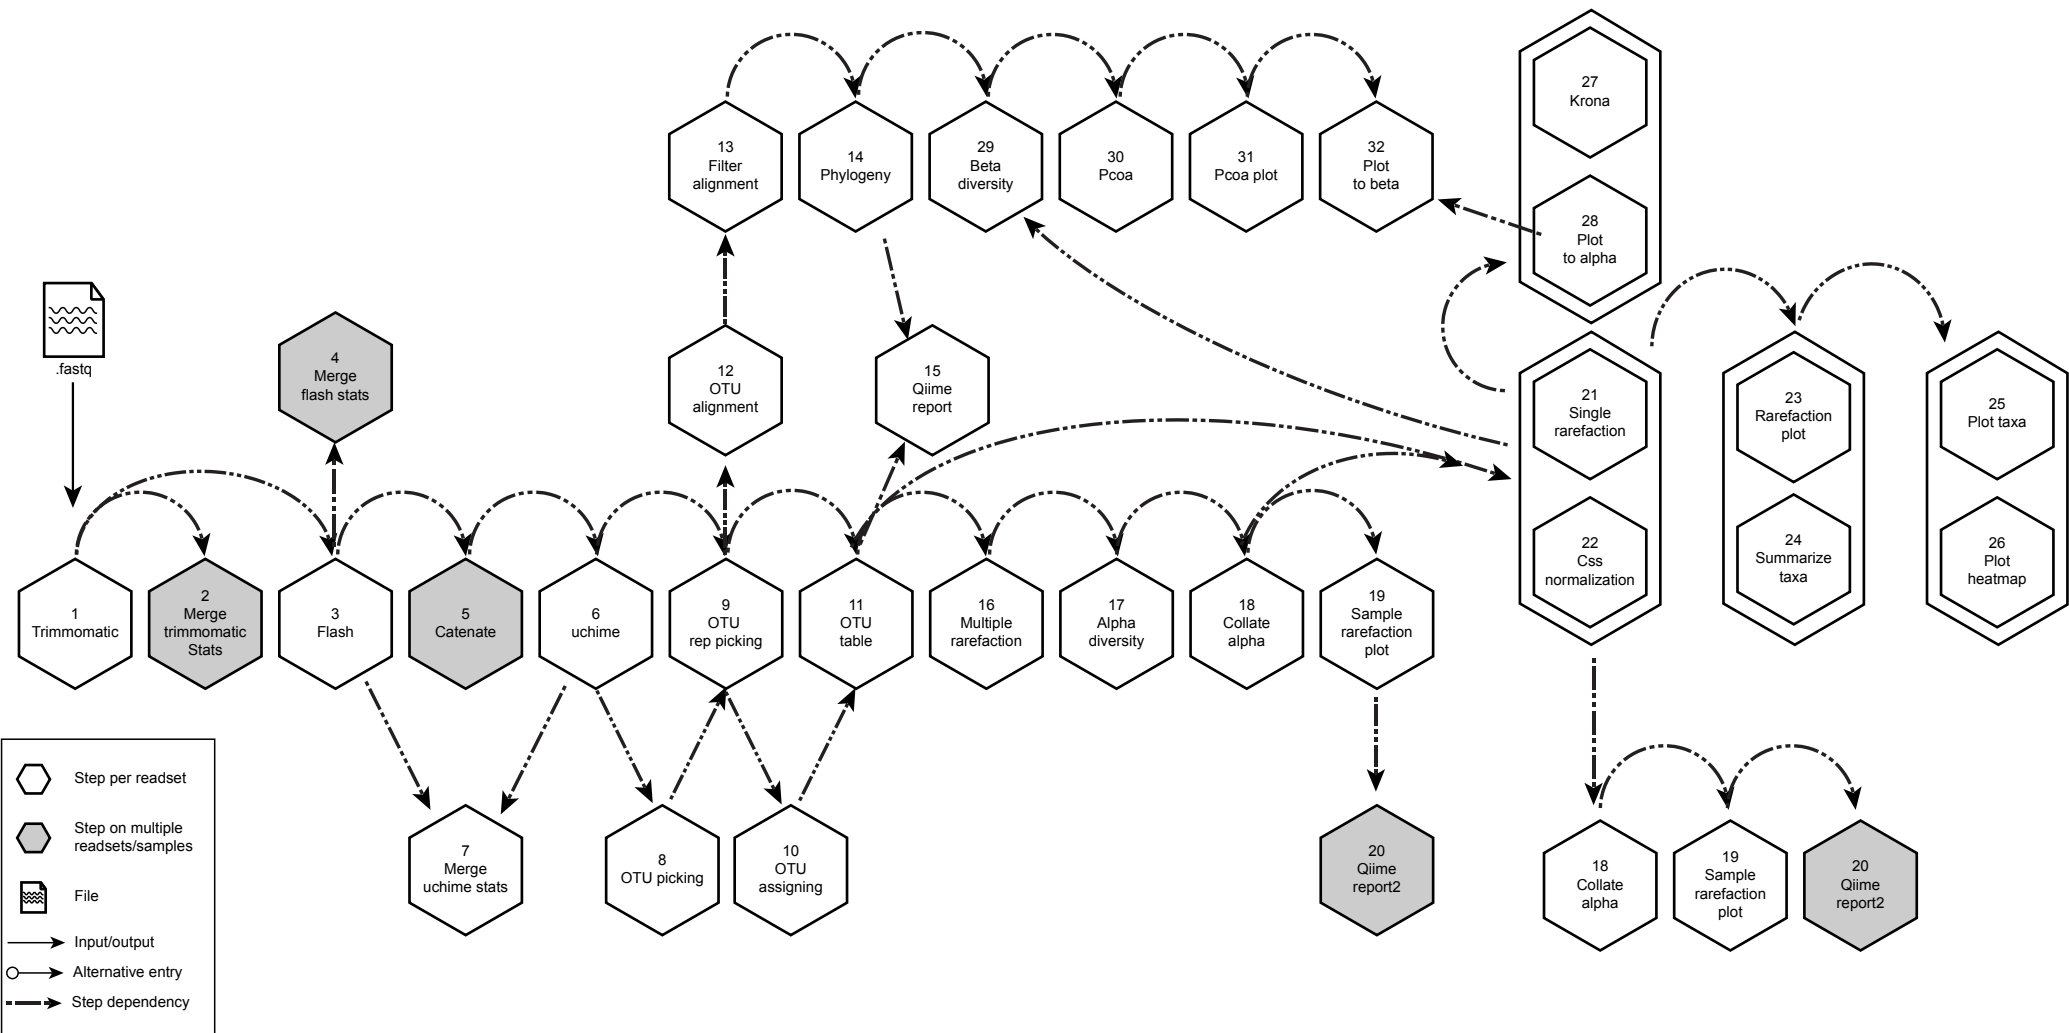 27
Krona
13
Filter
alignment
14
Phylogeny
29
Beta
diversity
30
Pcoa
31
Pcoa plot
32
Plot
to beta
28
Plot
to alpha
.fastq
4
Merge
flash stats
12
OTU
alignment
15
Qiime
report
21
Single
rarefaction
23
Rarefaction
plot
25
Plot taxa
1
Trimmomatic
2
Merge
trimmomatic
Stats
3
Flash
5
Catenate
6
uchime
9
OTU
rep picking
11
OTU
table
16
Multiple
rarefaction
17
Alpha
diversity
18
Collate
alpha
19
Sample
rarefaction
plot
22
Css
normalization
24
Summarize
taxa
26
Plot
heatmap
7
Merge
uchime stats
8
OTU picking
10
OTU
assigning
20
Qiime
report2
18
Collate
alpha
19
Sample
rarefaction
plot
20
Qiime
report2
Step per readset
Step on multiple
readsets/samples
File
Input/output
Alternative entry
Step dependency